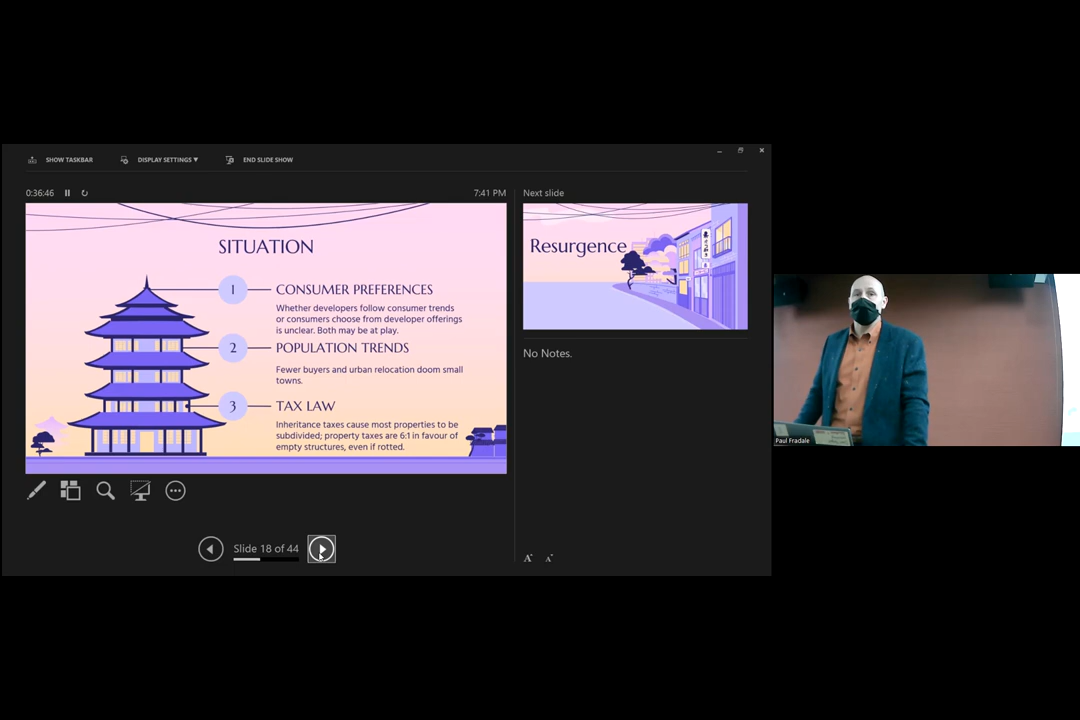 SHOW TASKBAR
DISPLAY SETTINGS ▼
END SLIDE SHOW
0:36:46
7:41 PM
SITUATION
1
CONSUMER PREFERENCES
Whether developers follow consumer trends
or consumers choose from developer offerings
is unclear. Both may be at play.
2
POPULATION TRENDS
Fewer buyers and urban relocation doom small
towns.
3
TAX LAW
Inheritance taxes cause most properties to be
subdivided; property taxes are 6:1 in favour of
empty structures, even if rotted.
Slide 18 of 44
Next slide
Resurgence
No Notes.
A
A
Paul Fradale